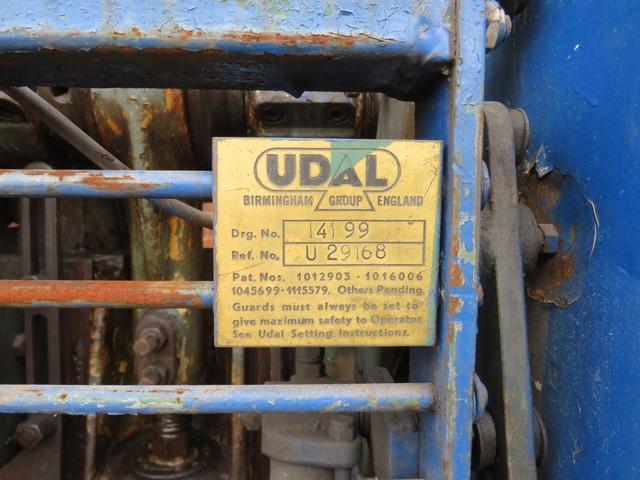 UDAL
BIRMINGHAM GROUP ENGLAND
Drg. No. 14199
Ref. No. U 29168
Pat. Nos. 1012903 · 1016006
1045699 · 1115579. Others Pending.
Guards must always be set to
give maximum safety to Operator.
See Udal Setting Instructions.